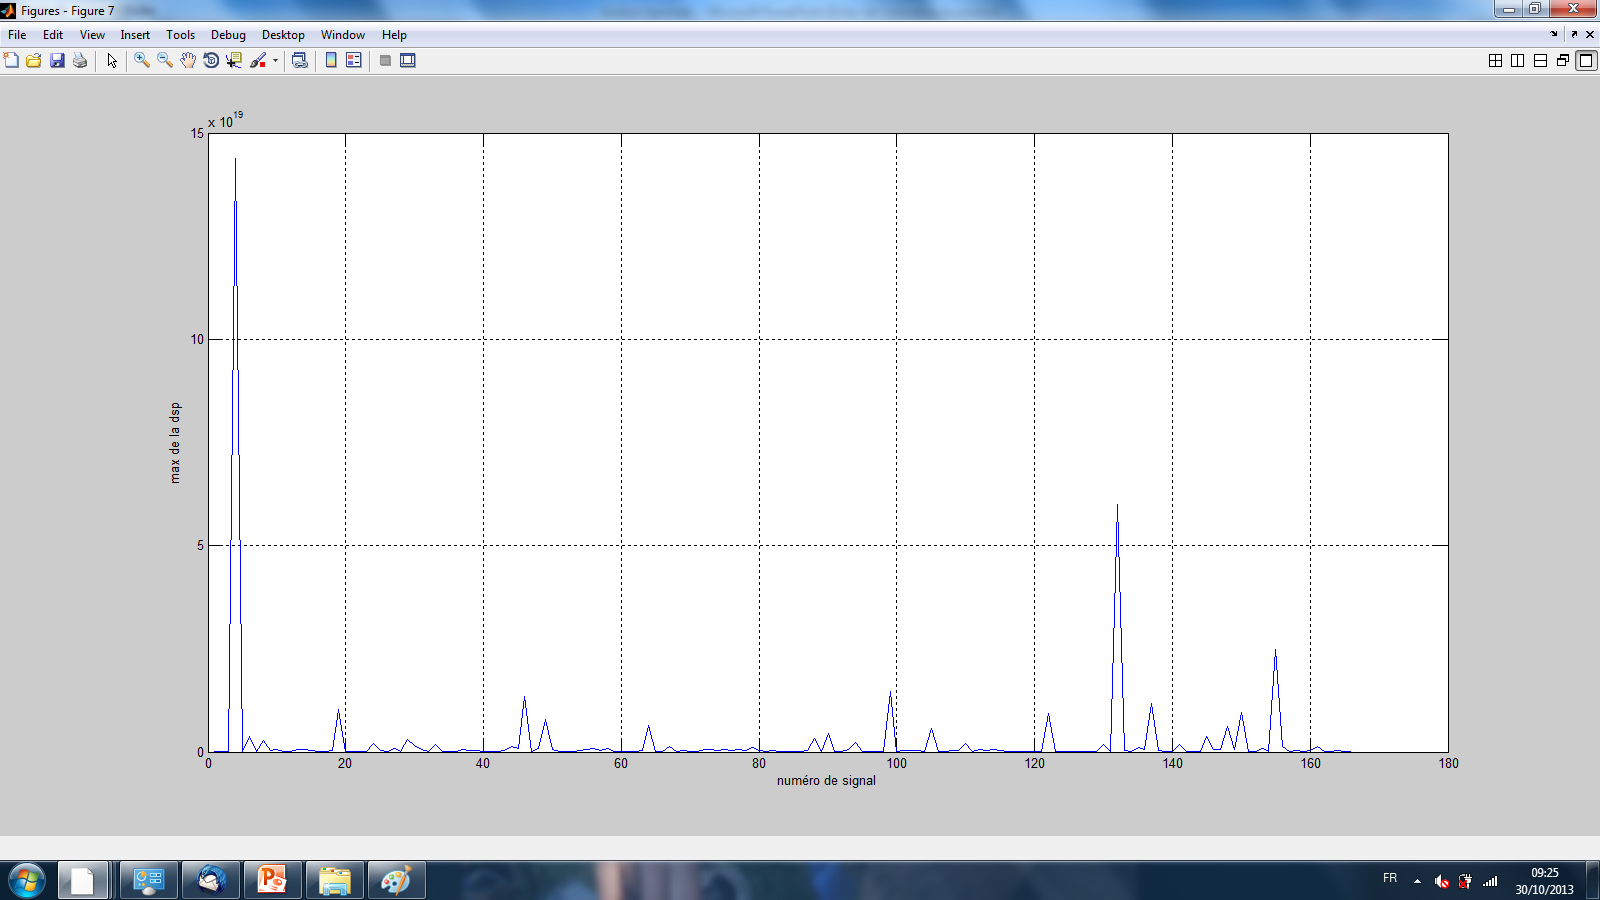 Figures - Figure 7
File Edit View Insert Tools Debug Desktop Window Help
x 10^19
15
10
5
0
max de la dsp
0 20 40 60 80 100 120 140 160 180
numéro de signal
FR
09:25
30/10/2013